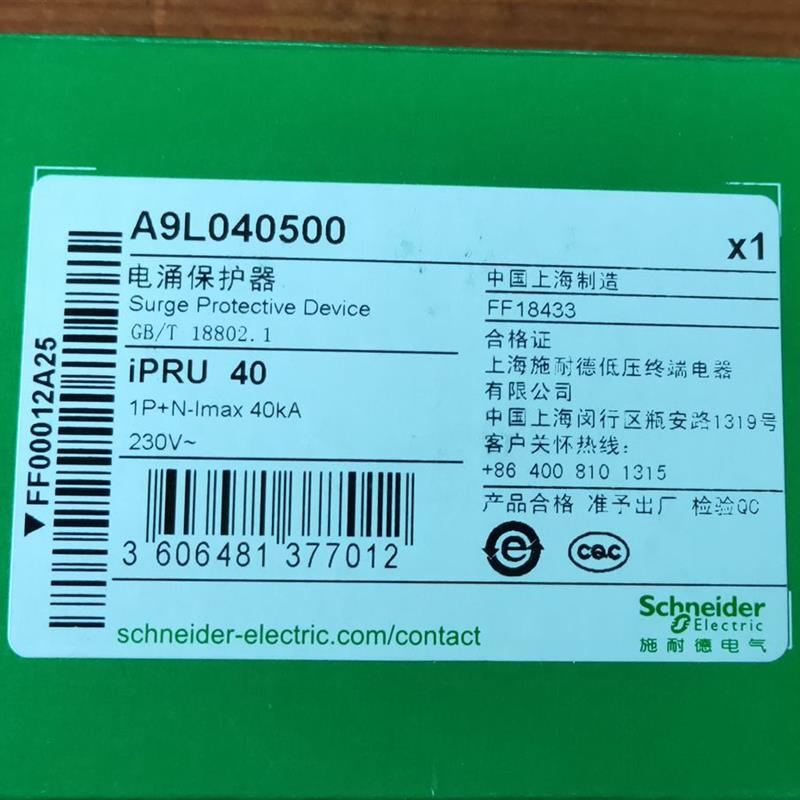 A9L040500
x1
电涌保护器
Surge Protective Device
GB/T 18802.1
iPRU 40
1P+N-Imax 40kA
230V~
3 606481 377012
FF00012A25
中国上海制造
FF18433
合格证
上海施耐德低压终端电器
有限公司
中国上海闵行区瓶安路1319号
客户关怀热线:
+86 400 810 1315
产品合格 准予出厂 检验QC
e
CQC
schneider-electric.com/contact
Schneider
Electric
施耐德电气